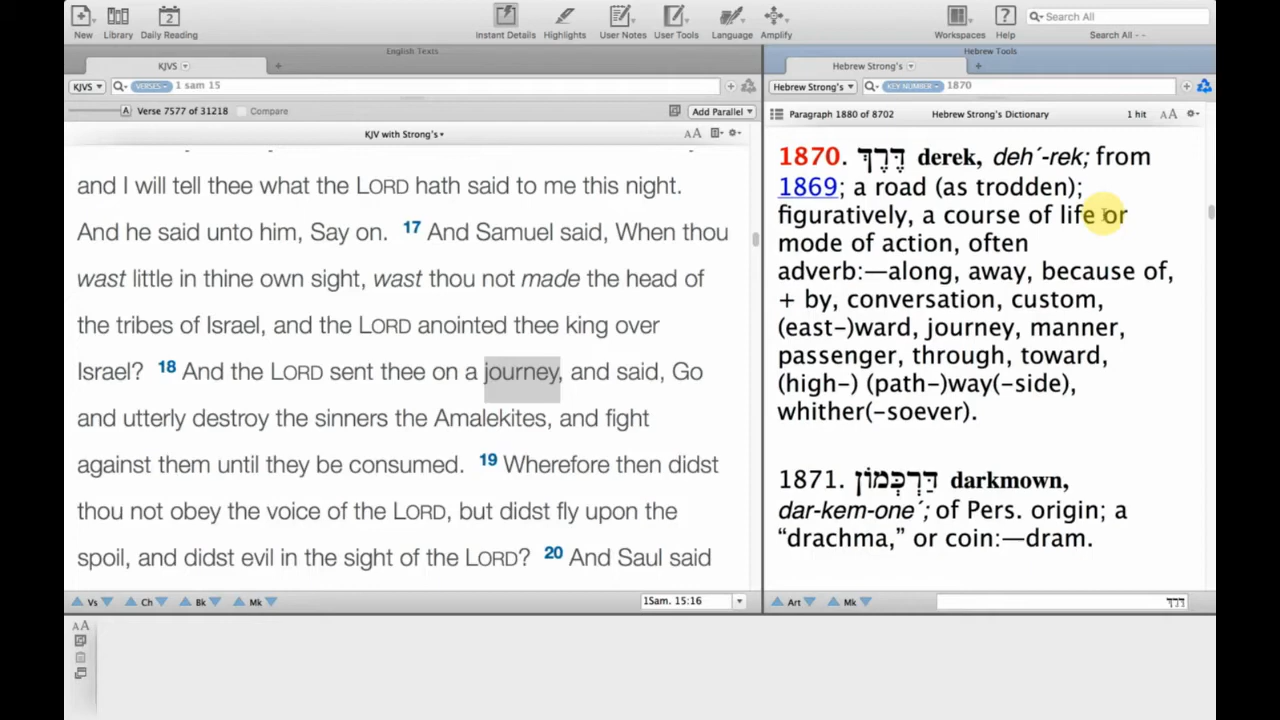 New
Library
2
Daily Reading
Instant Details
Highlights
User Notes
User Tools
Language
Amplify
Workspaces
Help
Search All
Search All - -
English Texts
KJVS
KJVS
VERSES
1 sam 15
Verse 7577 of 31218
Compare
Add Parallel
KJV with Strong's
AA
and I will tell thee what the LORD hath said to me this night.
And he said unto him, Say on. 17 And Samuel said, When thou
wast little in thine own sight, wast thou not made the head of
the tribes of Israel, and the LORD anointed thee king over
Israel? 18 And the LORD sent thee on a journey, and said, Go
and utterly destroy the sinners the Amalekites, and fight
against them until they be consumed. 19 Wherefore then didst
thou not obey the voice of the LORD, but didst fly upon the
spoil, and didst evil in the sight of the LORD? 20 And Saul said
Vs
Ch
Bk
Mk
1Sam. 15:16
AA
Hebrew Tools
Hebrew Strong's
Hebrew Strong's
KEY NUMBER
1870
Paragraph 1880 of 8702
Hebrew Strong's Dictionary
1 hit
AA
1870. דֶּרֶךְ derek, deh´-rek; from
1869; a road (as trodden);
figuratively, a course of life or
mode of action, often
adverb:—along, away, because of,
+ by, conversation, custom,
(east-)ward, journey, manner,
passenger, through, toward,
(high-) (path-)way(-side),
whither(-soever).
1871. דַּרְכְּמוֹן darkmown,
dar-kem-one´; of Pers. origin; a
“drachma,” or coin:—dram.
Art
Mk
דרך